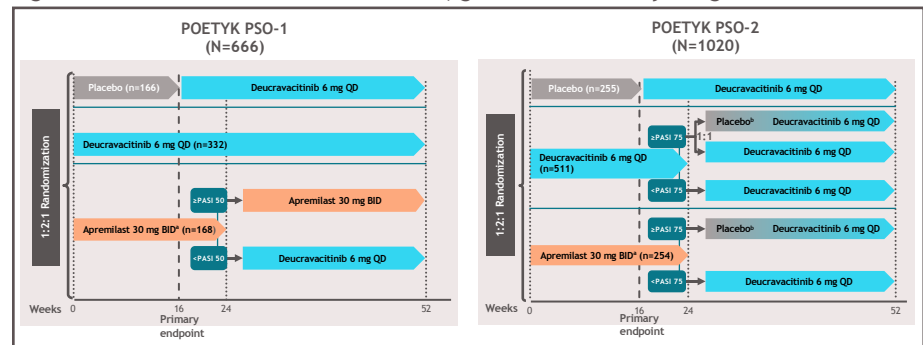 POETYK PSO-1
(N=666)
1:2:1 Randomization
Placebo (n=166)
Deucravacitinib 6 mg QD
Deucravacitinib 6 mg QD (n=332)
≥PASI 50
Apremilast 30 mg BID
Apremilast 30 mg BIDᵃ (n=168)
<PASI 50
Deucravacitinib 6 mg QD
Weeks 0 16 24 52
Primary
endpoint
POETYK PSO-2
(N=1020)
1:2:1 Randomization
Placebo (n=255)
Deucravacitinib 6 mg QD
Placeboᵇ Deucravacitinib 6 mg QD
≥PASI 75
1:1
Deucravacitinib 6 mg QD
Deucravacitinib 6 mg QD
(n=511)
<PASI 75
Deucravacitinib 6 mg QD
≥PASI 75
Placeboᵇ Deucravacitinib 6 mg QD
Apremilast 30 mg BIDᵃ (n=254)
<PASI 75
Deucravacitinib 6 mg QD
Weeks 0 16 24 52
Primary
endpoint